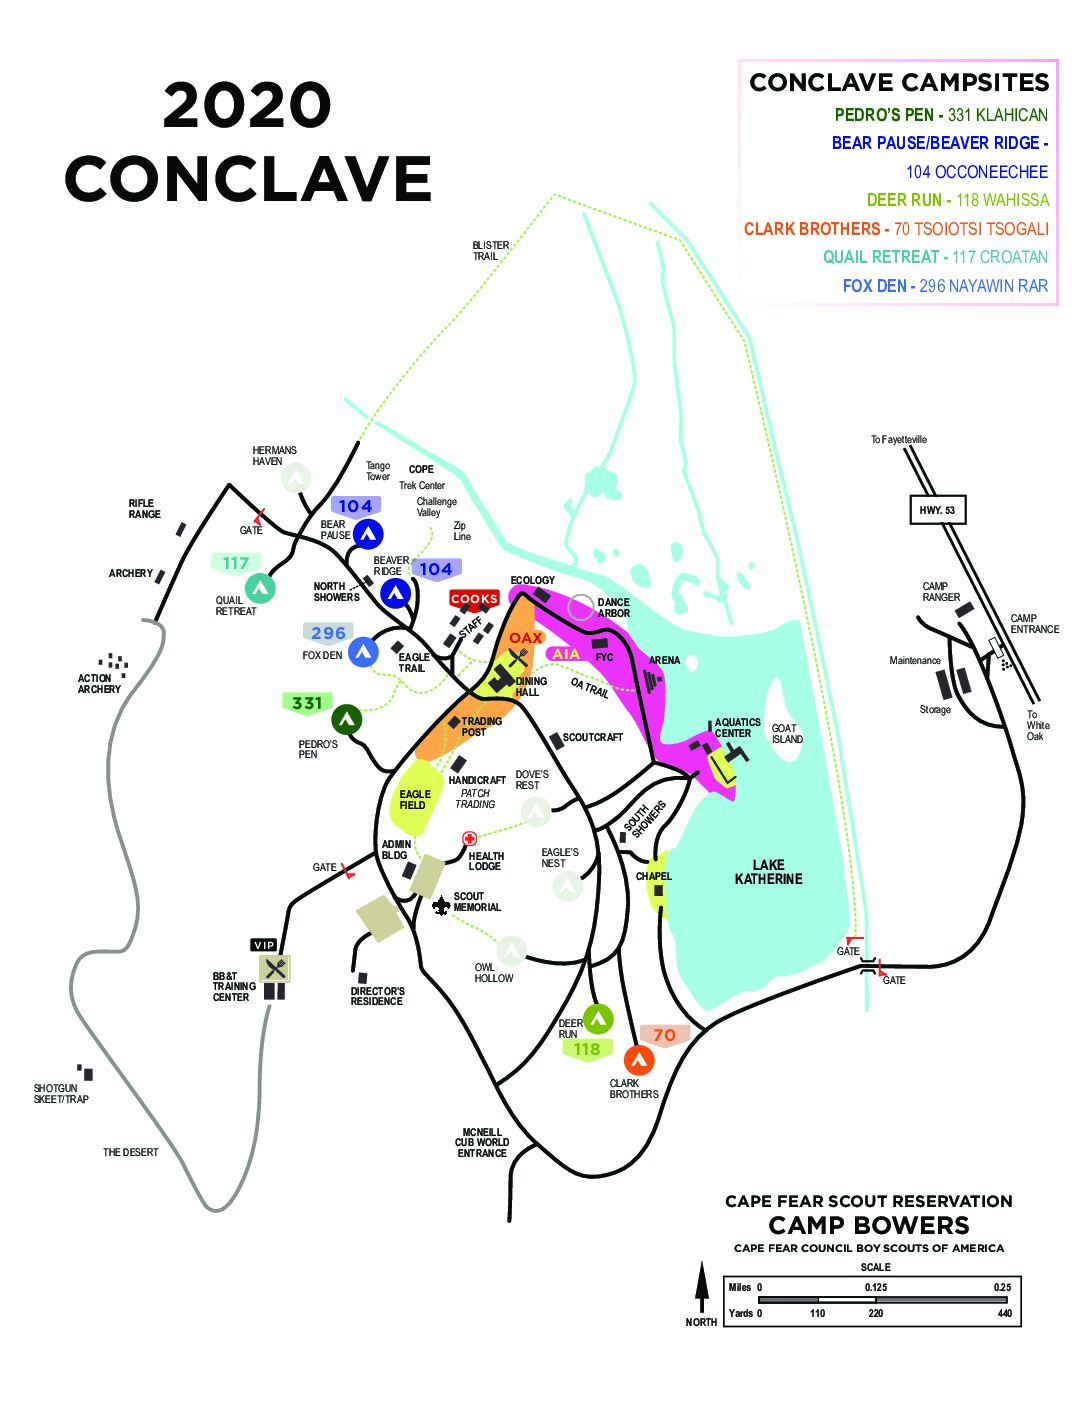 2020
CONCLAVE
CONCLAVE CAMPSITES
PEDRO'S PEN - 331 KLAHICAN
BEAR PAUSE/BEAVER RIDGE -
104 OCCONEECHEE
DEER RUN - 118 WAHISSA
CLARK BROTHERS - 70 TSOIOTSI TSOGALI
QUAIL RETREAT - 117 CROATAN
FOX DEN - 296 NAYAWIN RAR
BLISTER
TRAIL
To Fayetteville
HWY. 53
HERMANS
HAVEN
Tango
Tower
COPE
Trek Center
Challenge
Valley
Zip
Line
RIFLE
RANGE
GATE
104
BEAR
PAUSE
117
QUAIL
RETREAT
ARCHERY
NORTH
SHOWERS
BEAVER
RIDGE
104
COOKS
STAFF
ECOLOGY
DANCE
ARBOR
CAMP
RANGER
CAMP
ENTRANCE
296
FOX DEN
EAGLE
TRAIL
OAX
AIA
FYC
ARENA
Maintenance
Storage
To
White
Oak
ACTION
ARCHERY
DINING
HALL
OA TRAIL
331
PEDRO'S
PEN
TRADING
POST
SCOUTCRAFT
AQUATICS
CENTER
GOAT
ISLAND
HANDICRAFT
PATCH
TRADING
DOVE'S
REST
EAGLE
FIELD
SOUTH
SHOWERS
ADMIN
BLDG
HEALTH
LODGE
EAGLE'S
NEST
GATE
CHAPEL
LAKE
KATHERINE
SCOUT
MEMORIAL
VIP
BB&T
TRAINING
CENTER
DIRECTOR'S
RESIDENCE
OWL
HOLLOW
GATE
GATE
DEER
RUN
118
70
CLARK
BROTHERS
SHOTGUN
SKEET/TRAP
THE DESERT
MCNEILL
CUB WORLD
ENTRANCE
CAPE FEAR SCOUT RESERVATION
CAMP BOWERS
CAPE FEAR COUNCIL BOY SCOUTS OF AMERICA
SCALE
Miles 0 0.125 0.25
Yards 0 110 220 440
NORTH